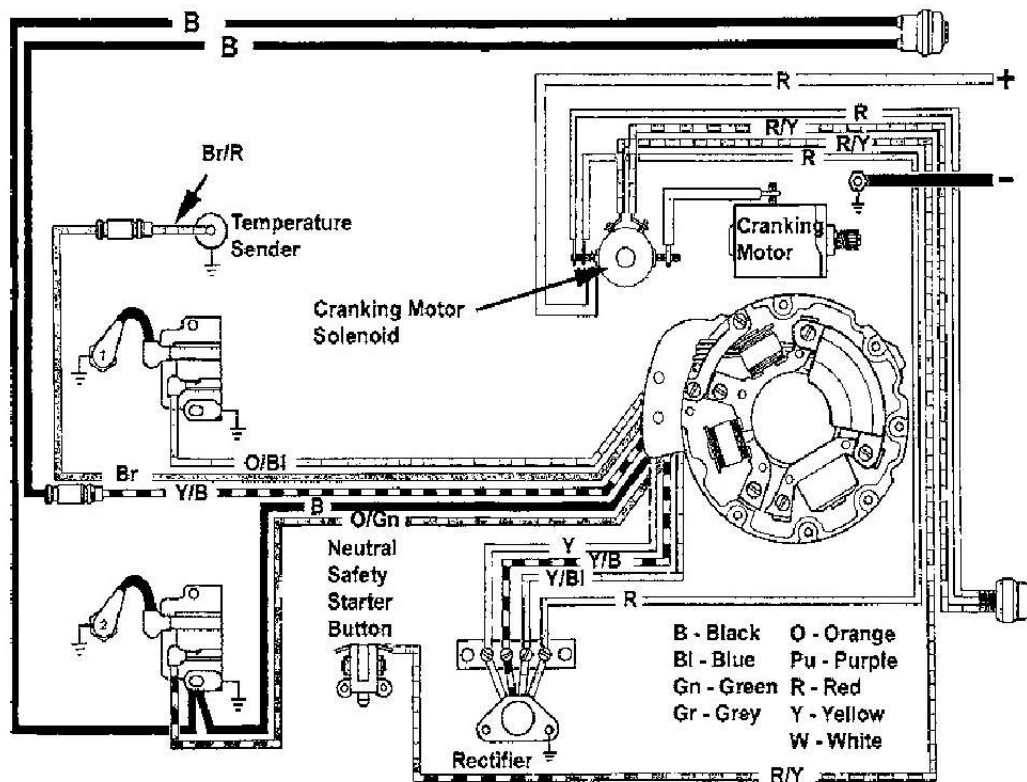 B
B
R
+
R
R/Y
R/Y
R
-
Br/R
Temperature
Sender
Cranking
Motor
Cranking Motor
Solenoid
1
O/Bl
Br
Y/B
B
O/Gn
Neutral
Safety
Starter
Button
Y
Y/B
Y/Bl
R
2
B - Black
Bl - Blue
Gn - Green
Gr - Grey
O - Orange
Pu - Purple
R - Red
Y - Yellow
W - White
Rectifier
R/Y